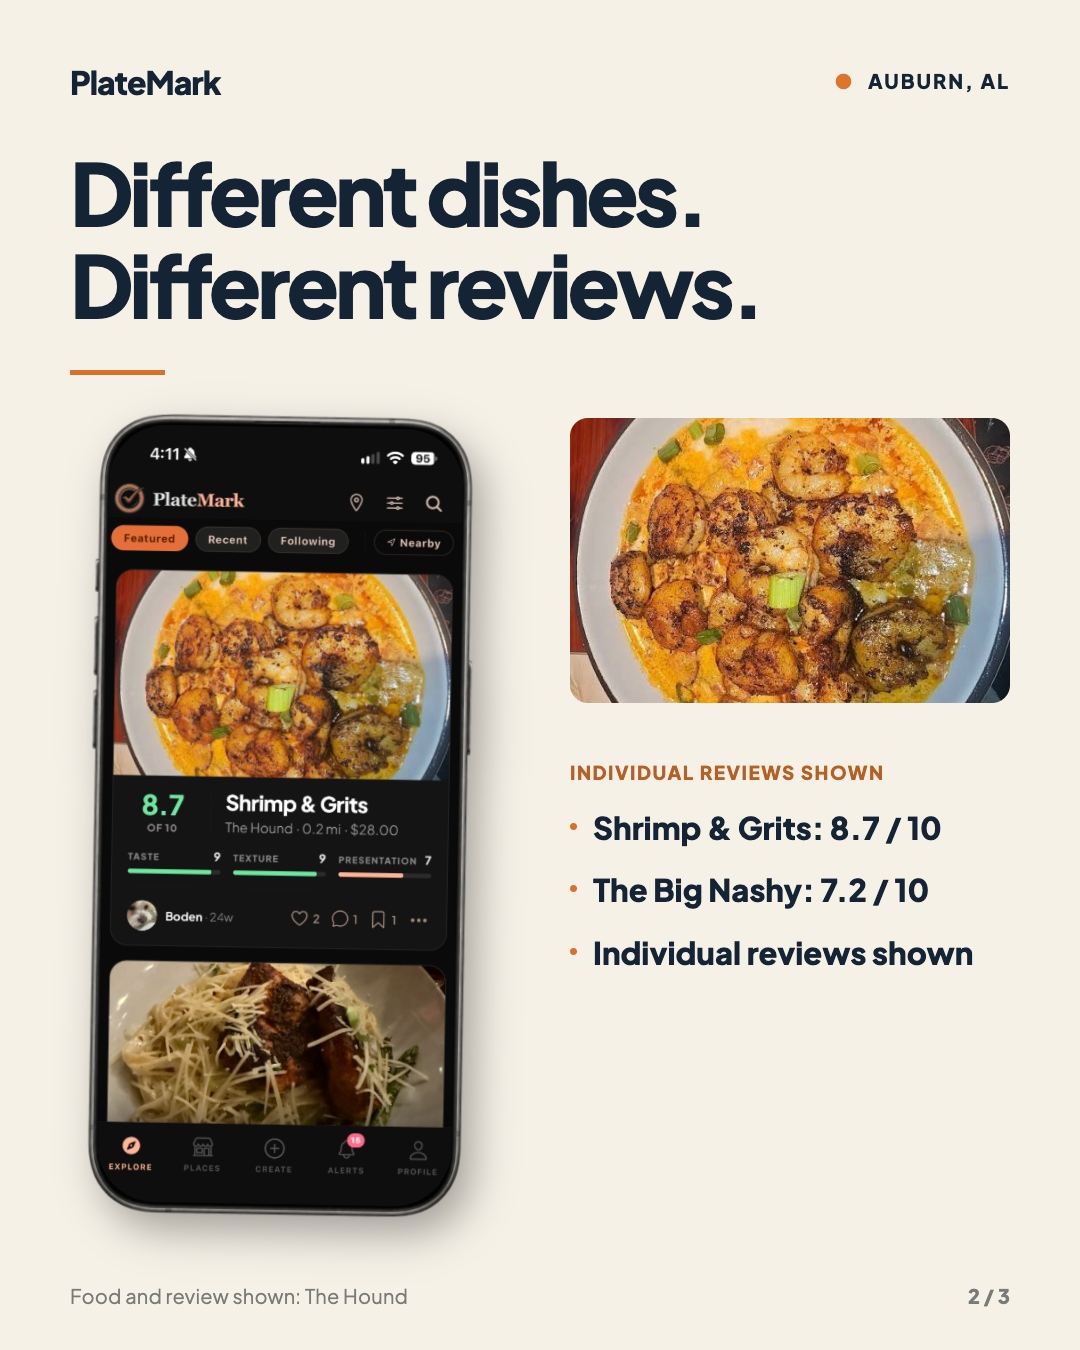 PlateMark
AUBURN, AL
Different dishes.
Different reviews.
4:11
95
PlateMark
Featured
Recent
Following
Nearby
8.7
OF 10
Shrimp & Grits
The Hound · 0.2 mi · $28.00
TASTE 9
TEXTURE 9
PRESENTATION 7
Boden · 24w
2
1
1
EXPLORE
PLACES
CREATE
15
ALERTS
PROFILE
INDIVIDUAL REVIEWS SHOWN
• Shrimp & Grits: 8.7 / 10
• The Big Nashy: 7.2 / 10
• Individual reviews shown
Food and review shown: The Hound
2 / 3